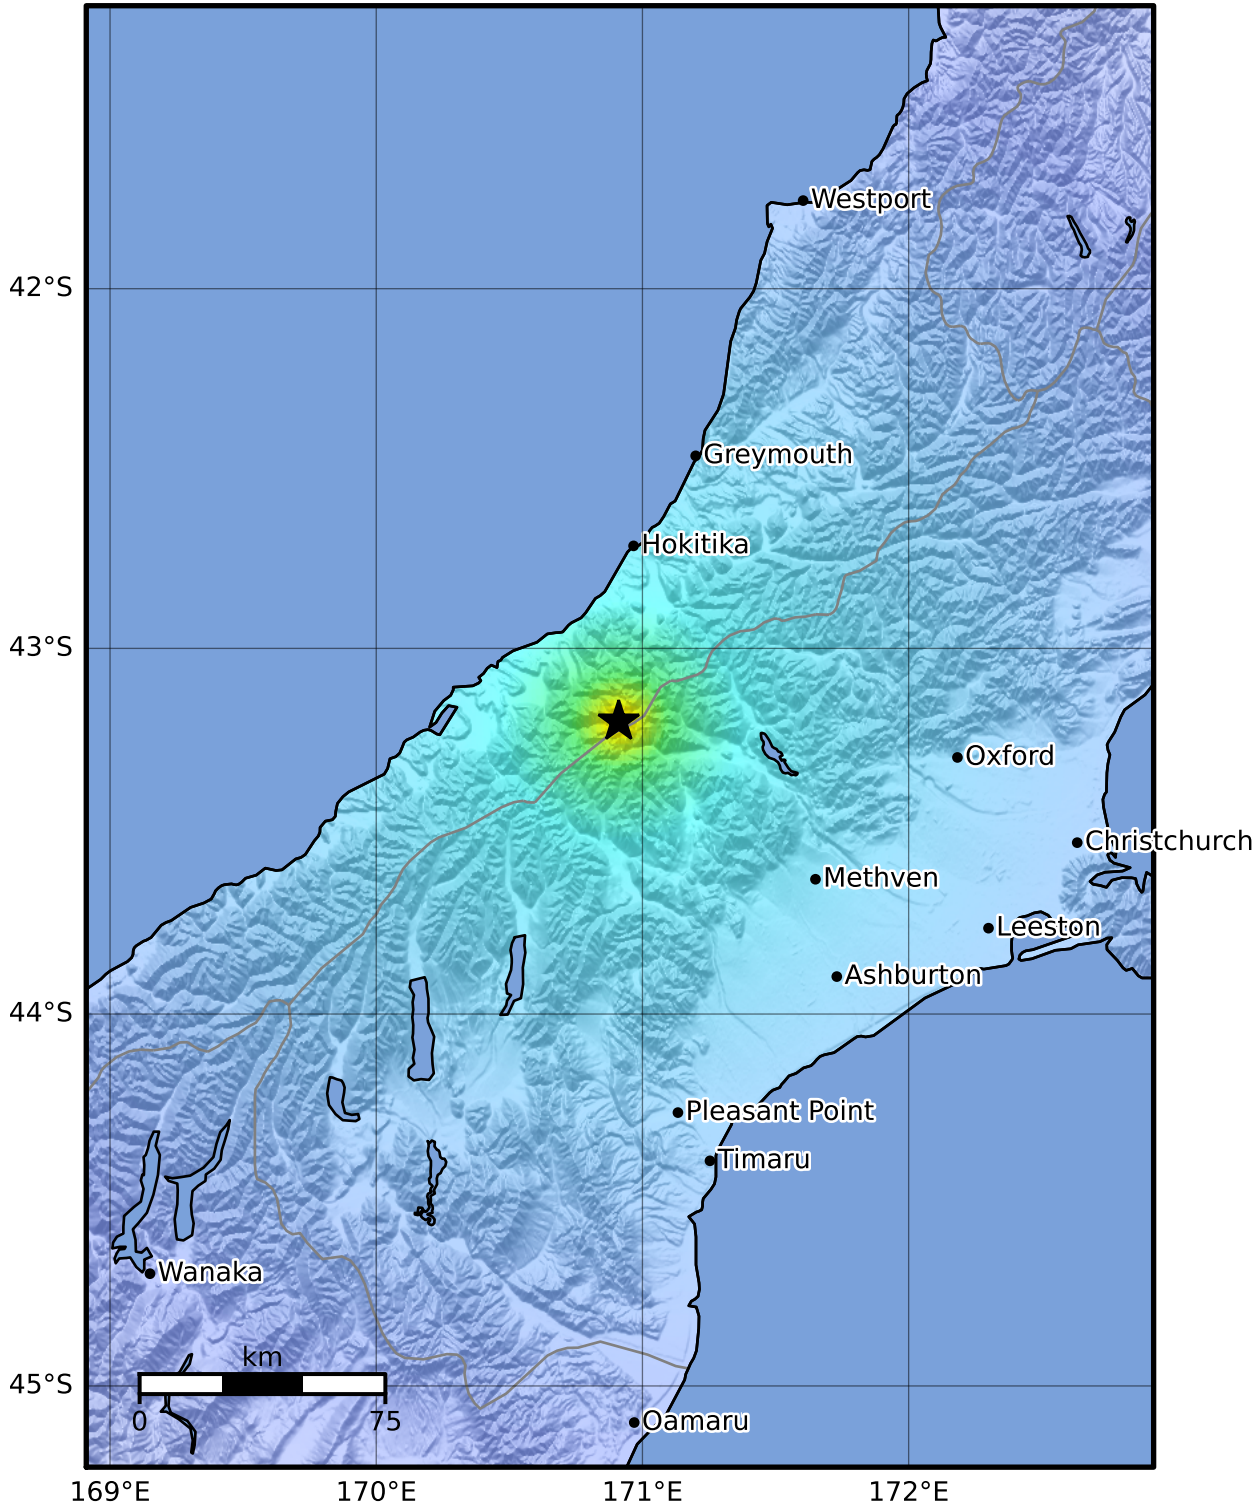 Westport
42°S
Greymouth
Hokitika
43°S
Oxford
Christchurch
Methven
Leeston
Ashburton
44°S
Pleasant Point
Timaru
Wanaka
km
45°S
0 75
Oamaru
169°E 170°E 171°E 172°E